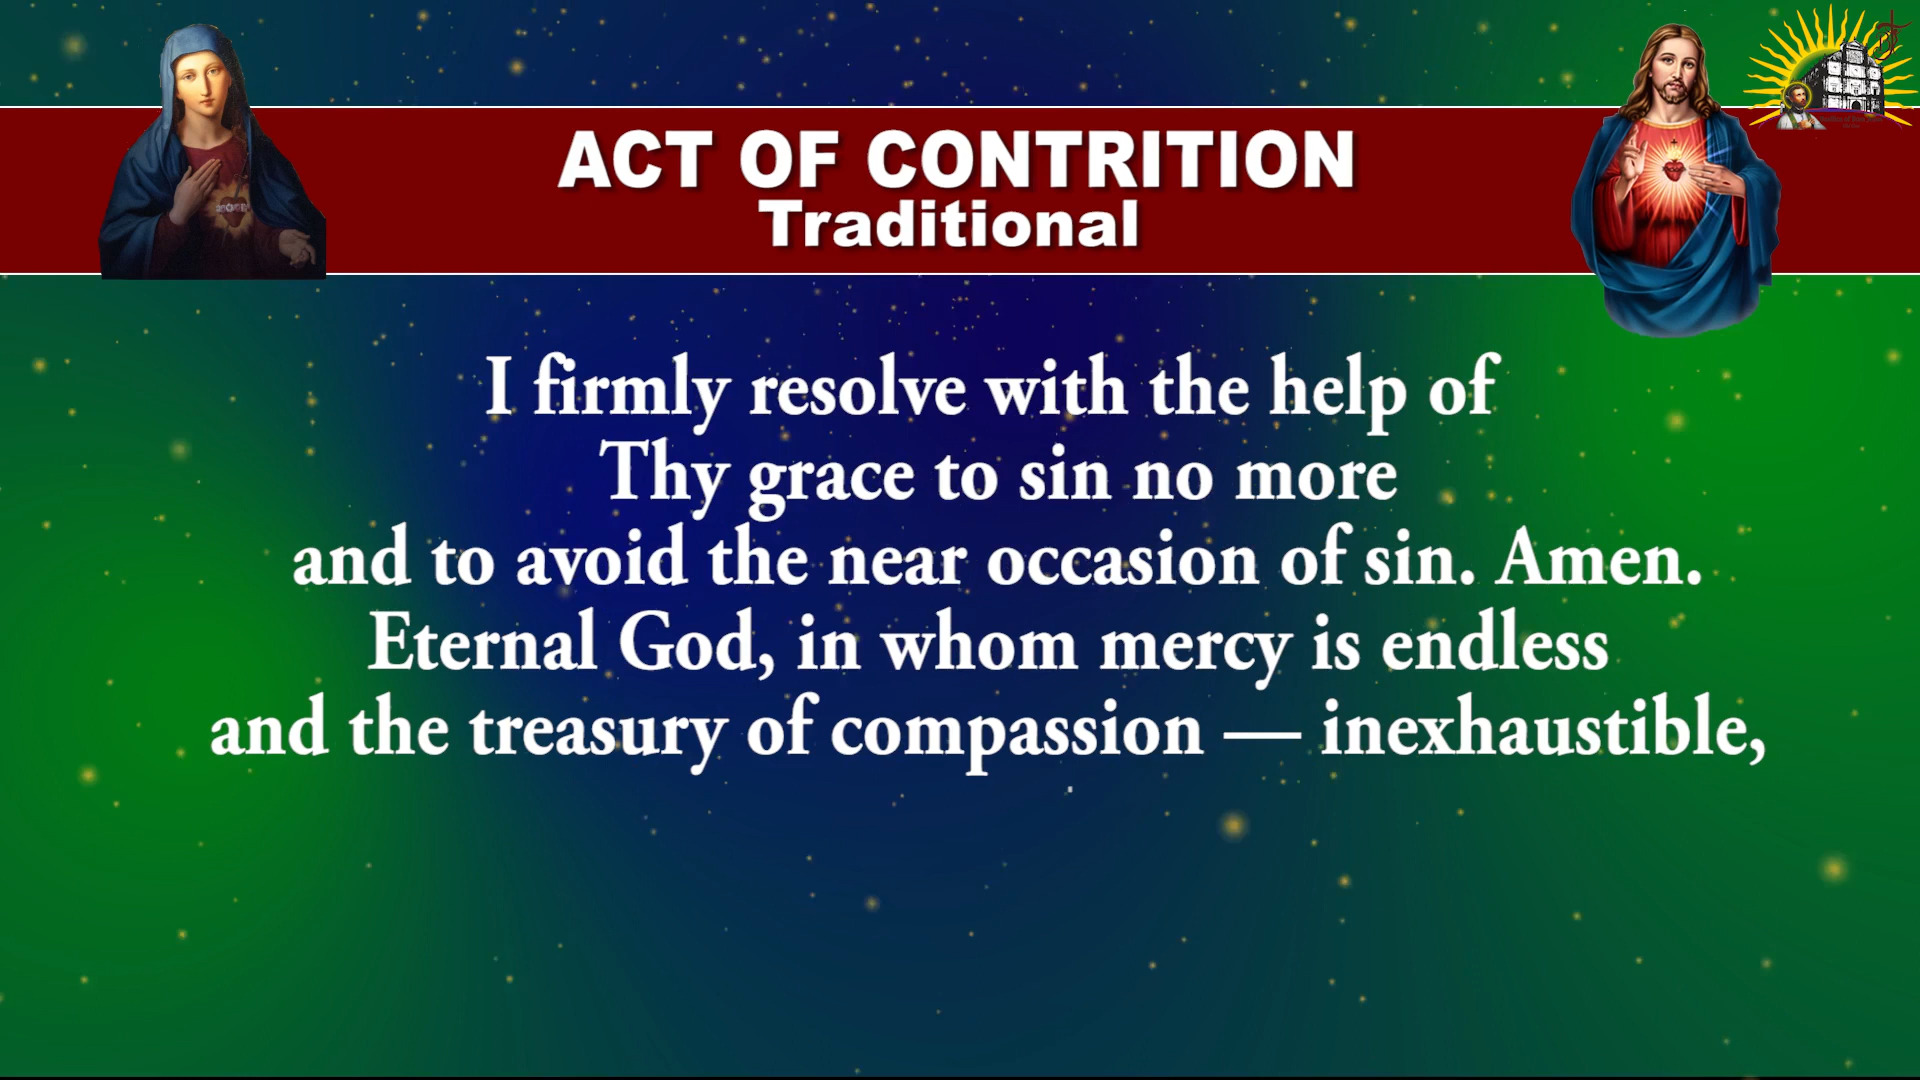 ACT OF CONTRITION
Traditional
I firmly resolve with the help of
Thy grace to sin no more
and to avoid the near occasion of sin. Amen.
Eternal God, in whom mercy is endless
and the treasury of compassion — inexhaustible,